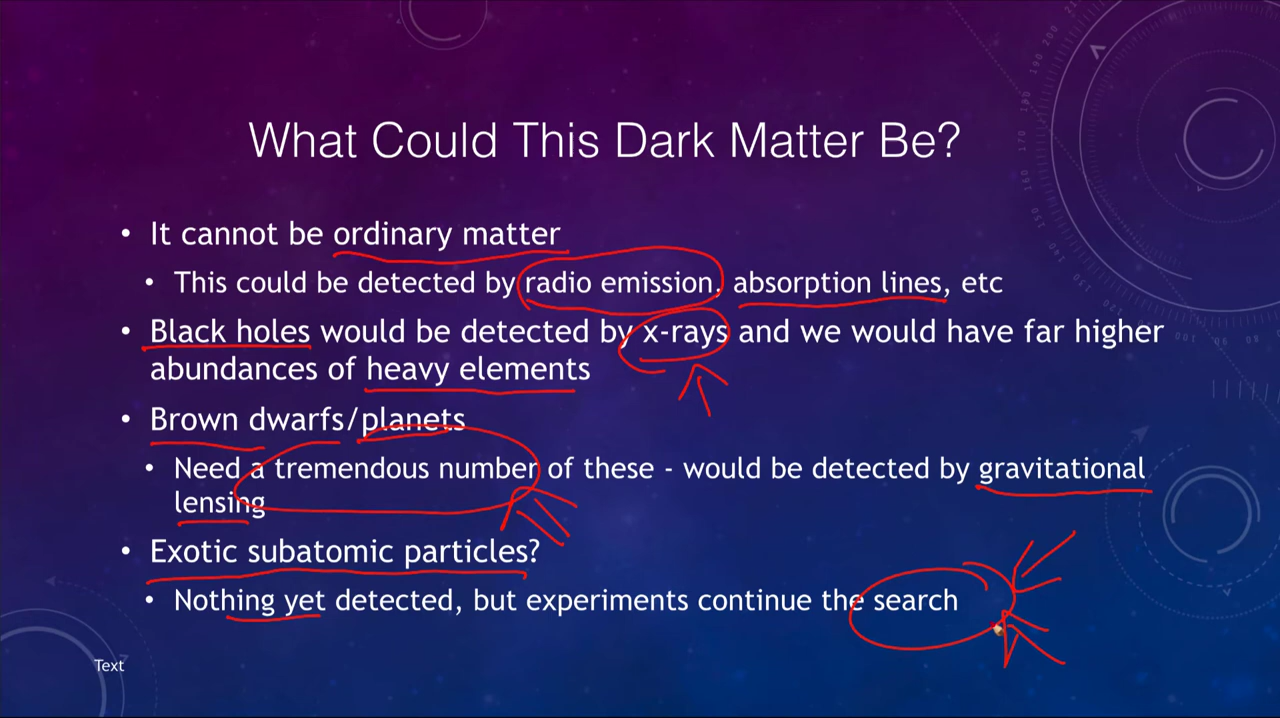 What Could This Dark Matter Be?
• It cannot be ordinary matter
• This could be detected by radio emission, absorption lines, etc
• Black holes would be detected by x-rays and we would have far higher
abundances of heavy elements
• Brown dwarfs/planets
• Need a tremendous number of these - would be detected by gravitational
lensing
• Exotic subatomic particles?
• Nothing yet detected, but experiments continue the search
Text